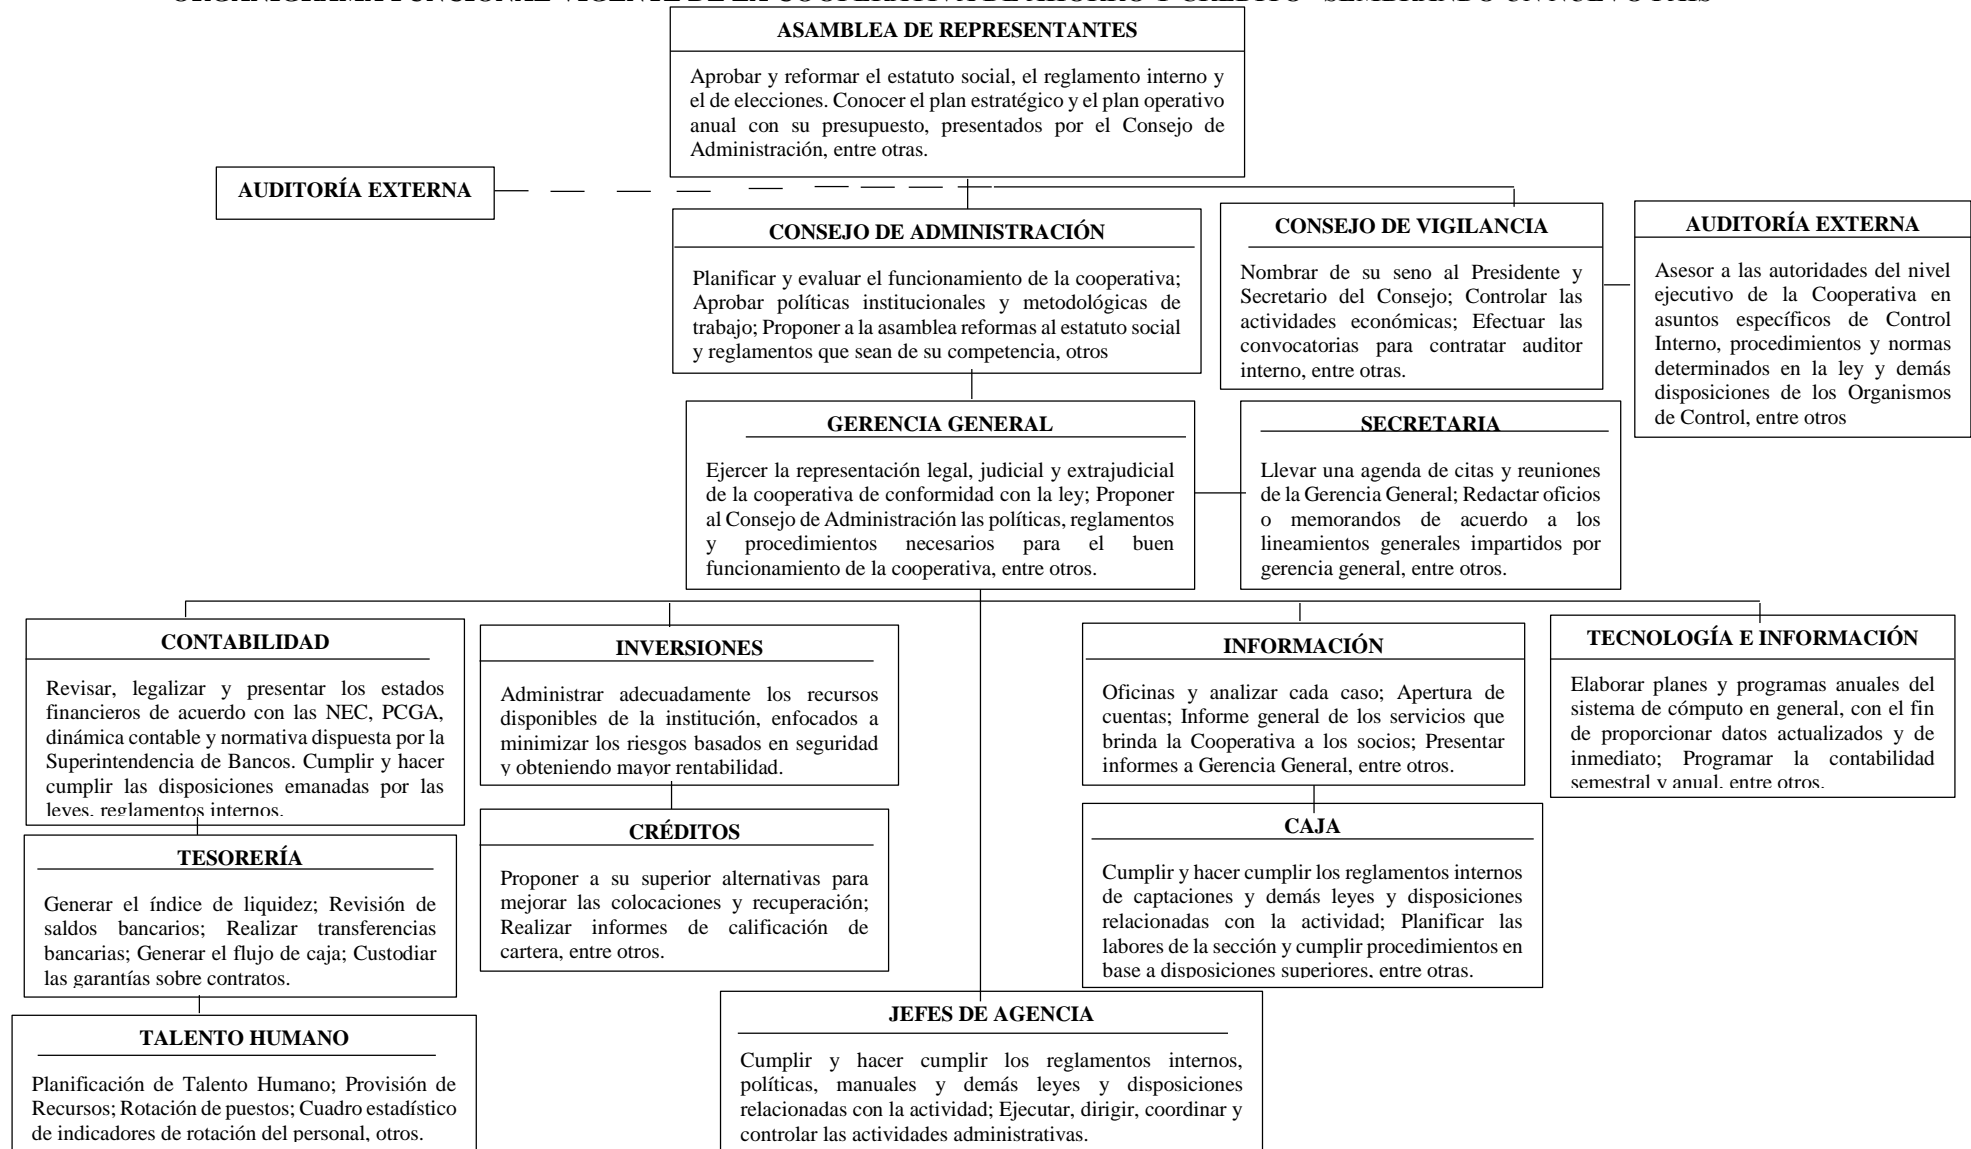 ORGANIGRAMA FUNCIONAL VIGENTE DE LA COOPERATIVA DE AHORRO Y CRÉDITO "SEMBRANDO UN NUEVO PAÍS"
ASAMBLEA DE REPRESENTANTES
Aprobar y reformar el estatuto social, el reglamento interno y
el de elecciones. Conocer el plan estratégico y el plan operativo
anual con su presupuesto, presentados por el Consejo de
Administración, entre otras.
AUDITORÍA EXTERNA
CONSEJO DE ADMINISTRACIÓN
Planificar y evaluar el funcionamiento de la cooperativa;
Aprobar políticas institucionales y metodológicas de
trabajo; Proponer a la asamblea reformas al estatuto social
y reglamentos que sean de su competencia, otros
CONSEJO DE VIGILANCIA
Nombrar de su seno al Presidente y
Secretario del Consejo; Controlar las
actividades económicas; Efectuar las
convocatorias para contratar auditor
interno, entre otras.
AUDITORÍA EXTERNA
Asesor a las autoridades del nivel
ejecutivo de la Cooperativa en
asuntos específicos de Control
Interno, procedimientos y normas
determinados en la ley y demás
disposiciones de los Organismos
de Control, entre otros
GERENCIA GENERAL
Ejercer la representación legal, judicial y extrajudicial
de la cooperativa de conformidad con la ley; Proponer
al Consejo de Administración las políticas, reglamentos
y procedimientos necesarios para el buen
funcionamiento de la cooperativa, entre otros.
SECRETARIA
Llevar una agenda de citas y reuniones
de la Gerencia General; Redactar oficios
o memorandos de acuerdo a los
lineamientos generales impartidos por
gerencia general, entre otros.
CONTABILIDAD
Revisar, legalizar y presentar los estados
financieros de acuerdo con las NEC, PCGA,
dinámica contable y normativa dispuesta por la
Superintendencia de Bancos. Cumplir y hacer
cumplir las disposiciones emanadas por las
leyes, reglamentos internos.
INVERSIONES
Administrar adecuadamente los recursos
disponibles de la institución, enfocados a
minimizar los riesgos basados en seguridad
y obteniendo mayor rentabilidad.
INFORMACIÓN
Oficinas y analizar cada caso; Apertura de
cuentas; Informe general de los servicios que
brinda la Cooperativa a los socios; Presentar
informes a Gerencia General, entre otros.
TECNOLOGÍA E INFORMACIÓN
Elaborar planes y programas anuales del
sistema de cómputo en general, con el fin
de proporcionar datos actualizados y de
inmediato; Programar la contabilidad
semestral y anual, entre otros.
TESORERÍA
Generar el índice de liquidez; Revisión de
saldos bancarios; Realizar transferencias
bancarias; Generar el flujo de caja; Custodiar
las garantías sobre contratos.
CRÉDITOS
Proponer a su superior alternativas para
mejorar las colocaciones y recuperación;
Realizar informes de calificación de
cartera, entre otros.
CAJA
Cumplir y hacer cumplir los reglamentos internos
de captaciones y demás leyes y disposiciones
relacionadas con la actividad; Planificar las
labores de la sección y cumplir procedimientos en
base a disposiciones superiores, entre otras.
TALENTO HUMANO
Planificación de Talento Humano; Provisión de
Recursos; Rotación de puestos; Cuadro estadístico
de indicadores de rotación del personal, otros.
JEFES DE AGENCIA
Cumplir y hacer cumplir los reglamentos internos,
políticas, manuales y demás leyes y disposiciones
relacionadas con la actividad; Ejecutar, dirigir, coordinar y
controlar las actividades administrativas.